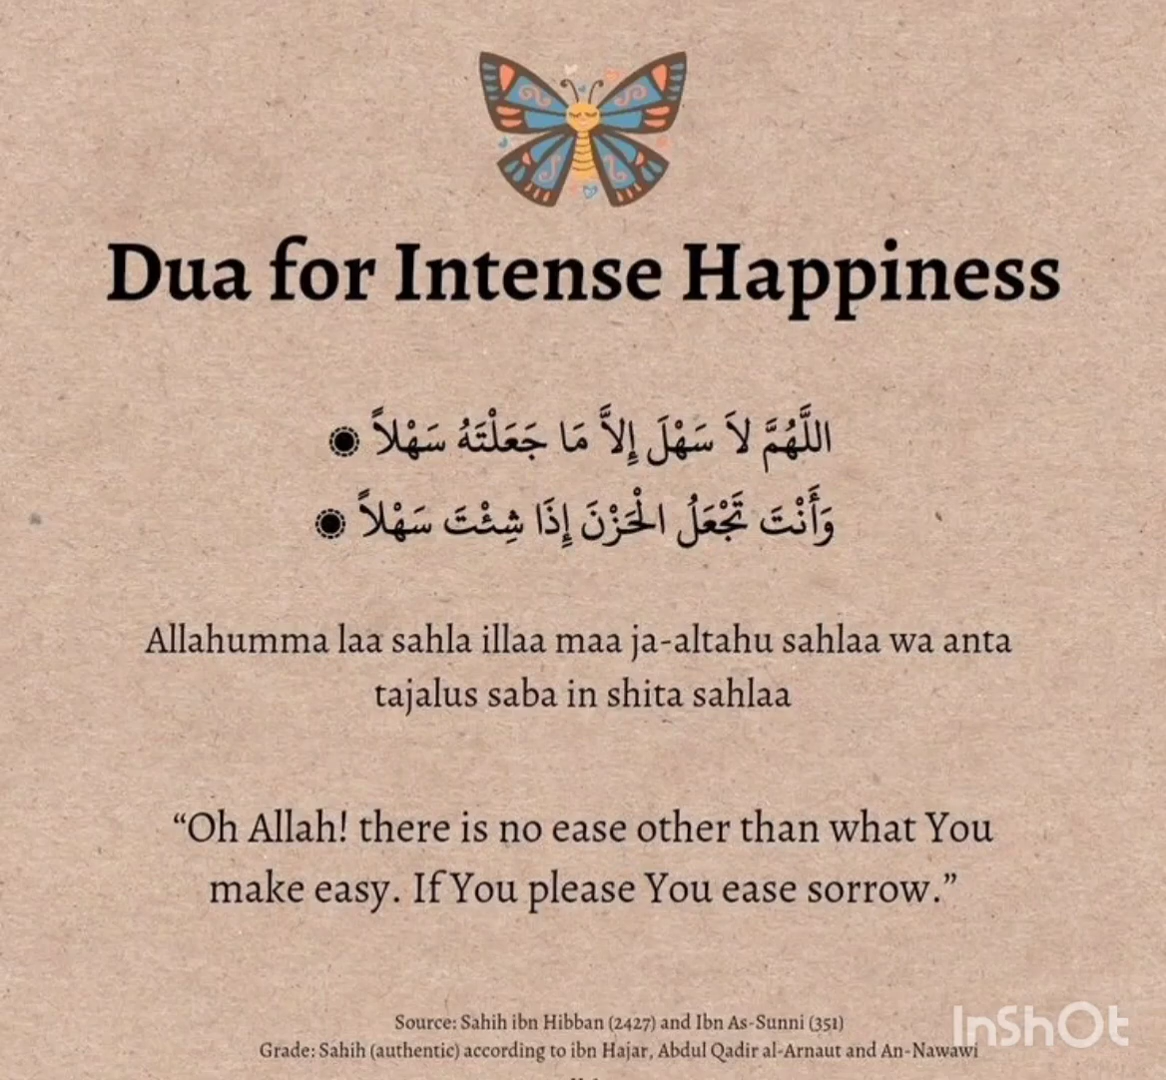 Dua for Intense Happiness
اللَّهُمَّ لاَ سَهْلَ إِلاَّ مَا جَعَلْتَهُ سَهْلاً
وَأَنْتَ تَجْعَلُ الْحَزْنَ إِذَا شِئْتَ سَهْلاً
Allahumma laa sahla illaa maa ja-altahu sahlaa wa anta
tajalus saba in shita sahlaa
“Oh Allah! there is no ease other than what You
make easy. If You please You ease sorrow.”
Source: Sahih ibn Hibban (2427) and Ibn As-Sunni (351)
Grade: Sahih (authentic) according to ibn Hajar, Abdul Qadir al-Arnaut and An-Nawawi
InShOt